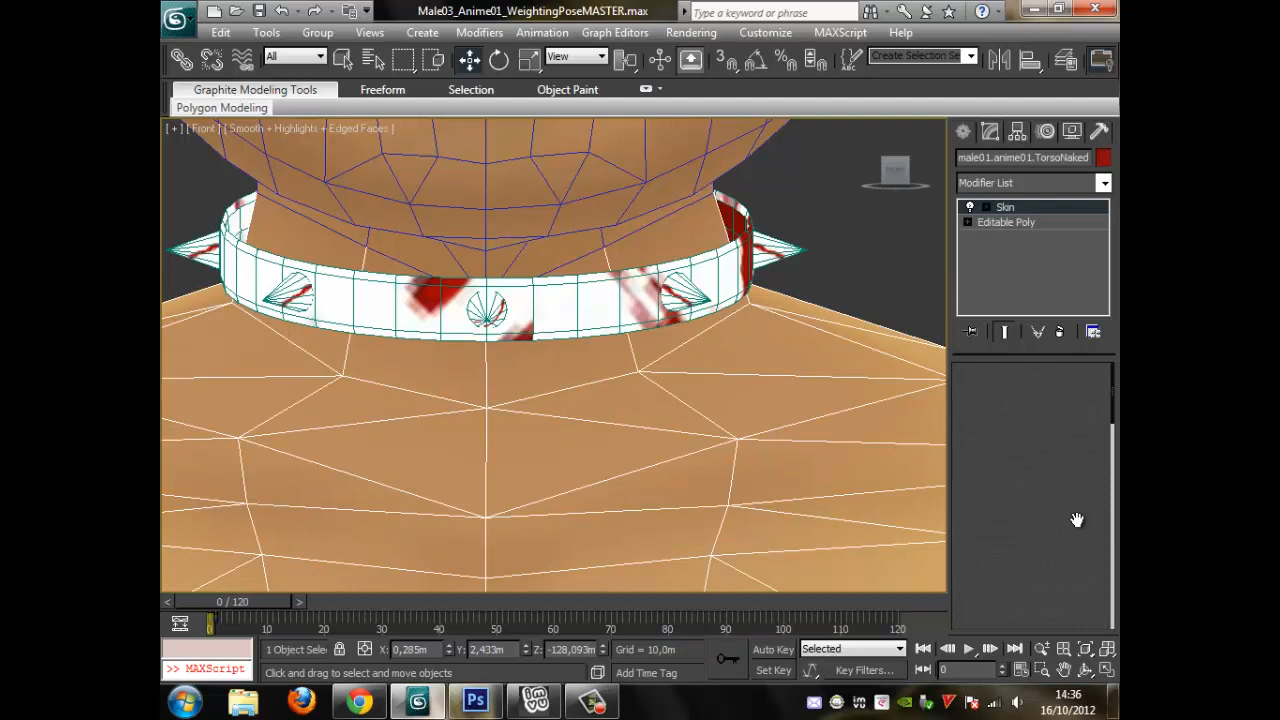 Male03_Anime01_WeightingPoseMASTER.max
Type a keyword or phrase
Edit Tools Group Views Create Modifiers Animation Graph Editors Rendering Customize MAXScript Help
All View 3 Create Selection Se
Graphite Modeling Tools Freeform Selection Object Paint
Polygon Modeling
[ + ] [ Front ] [ Smooth + Highlights + Edged Faces ]
male01.anime01.TorsoNaked
Modifier List
Skin
Editable Poly
< 0 / 120 >
0 10 20 30 40 50 60 70 80 90 100 110 120
1 Object Selec X: 0,285m Y: 2,433m Z: -128,093m Grid = 10,0m Auto Key Selected
>> MAXScript Click and drag to select and move objects Add Time Tag Set Key Key Filters... 0
Ps
14:36
16/10/2012